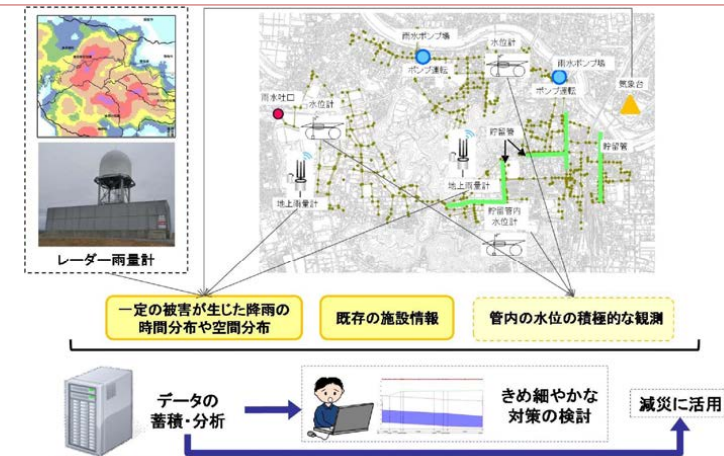 雨水ポンプ場
水位計
雨水ポンプ場
ポンプ運転
ポンプ運転
気象台
雨水吐口
水位計
貯留管
貯留管
地上雨量計
地上雨量計
貯留管内
水位計
レーダー雨量計
一定の被害が生じた降雨の
時間分布や空間分布
既存の施設情報
管内の水位の積極的な観測
データの
蓄積・分析
きめ細やかな
対策の検討
減災に活用